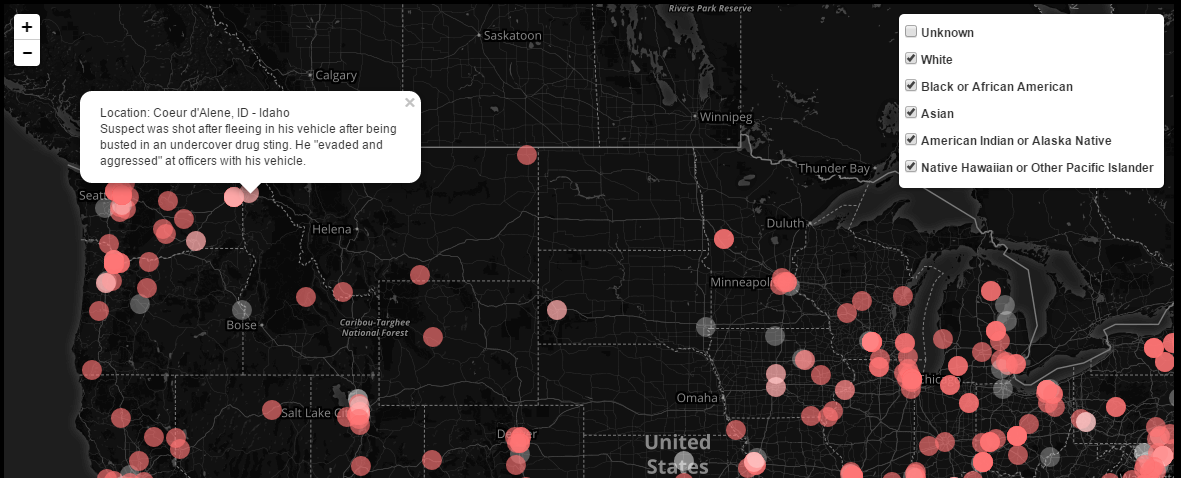 Rivers Park Reserve
+
−
Saskatoon
Unknown
White
Calgary
Black or African American
×
Location: Coeur d'Alene, ID - Idaho
Suspect was shot after fleeing in his vehicle after being
busted in an undercover drug sting. He "evaded and
aggressed" at officers with his vehicle.
Asian
Winnipeg
American Indian or Alaska Native
Native Hawaiian or Other Pacific Islander
Thunder Bay
Seatt
Duluth
Helena
Minneapol
Caribou-Targhee
National Forest
Boise
Chicago
Omaha
Salt Lake C
De er
United
States